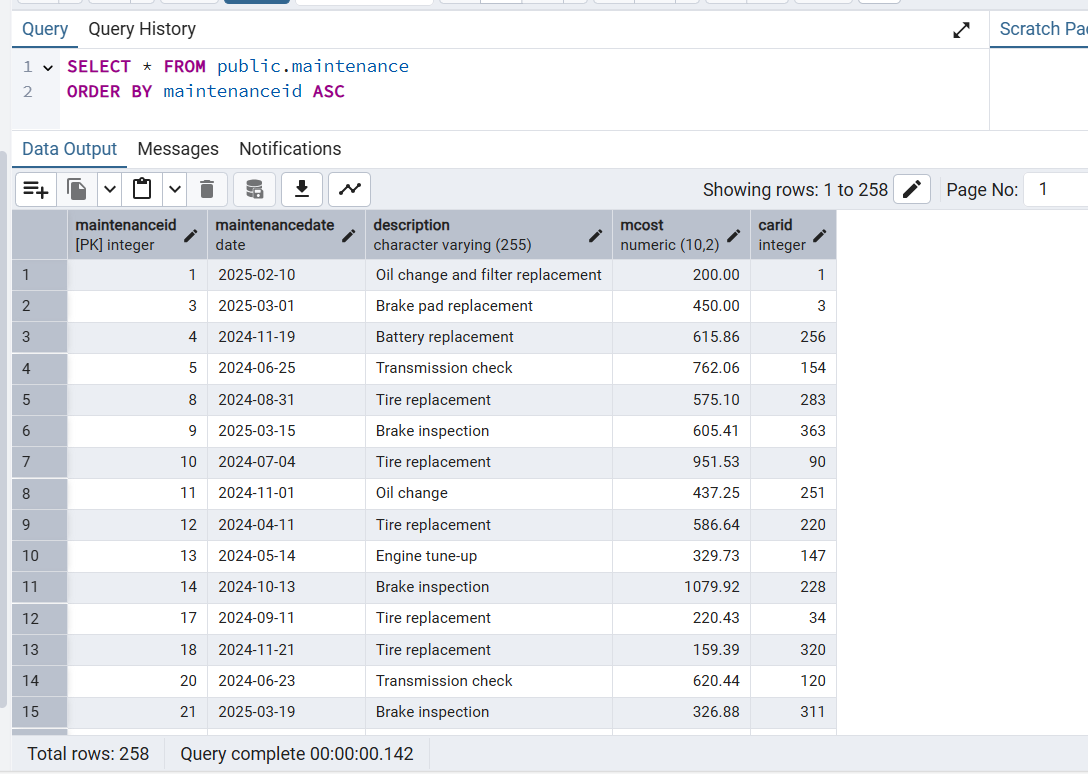 Query Query History Scratch Pa
1 SELECT * FROM public.maintenance
2 ORDER BY maintenanceid ASC
Data Output Messages Notifications
Showing rows: 1 to 258 Page No: 1
maintenanceid maintenancedate description mcost carid
[PK] integer date character varying (255) numeric (10,2) integer
1 1 2025-02-10 Oil change and filter replacement 200.00 1
2 3 2025-03-01 Brake pad replacement 450.00 3
3 4 2024-11-19 Battery replacement 615.86 256
4 5 2024-06-25 Transmission check 762.06 154
5 8 2024-08-31 Tire replacement 575.10 283
6 9 2025-03-15 Brake inspection 605.41 363
7 10 2024-07-04 Tire replacement 951.53 90
8 11 2024-11-01 Oil change 437.25 251
9 12 2024-04-11 Tire replacement 586.64 220
10 13 2024-05-14 Engine tune-up 329.73 147
11 14 2024-10-13 Brake inspection 1079.92 228
12 17 2024-09-11 Tire replacement 220.43 34
13 18 2024-11-21 Tire replacement 159.39 320
14 20 2024-06-23 Transmission check 620.44 120
15 21 2025-03-19 Brake inspection 326.88 311
Total rows: 258 Query complete 00:00:00.142